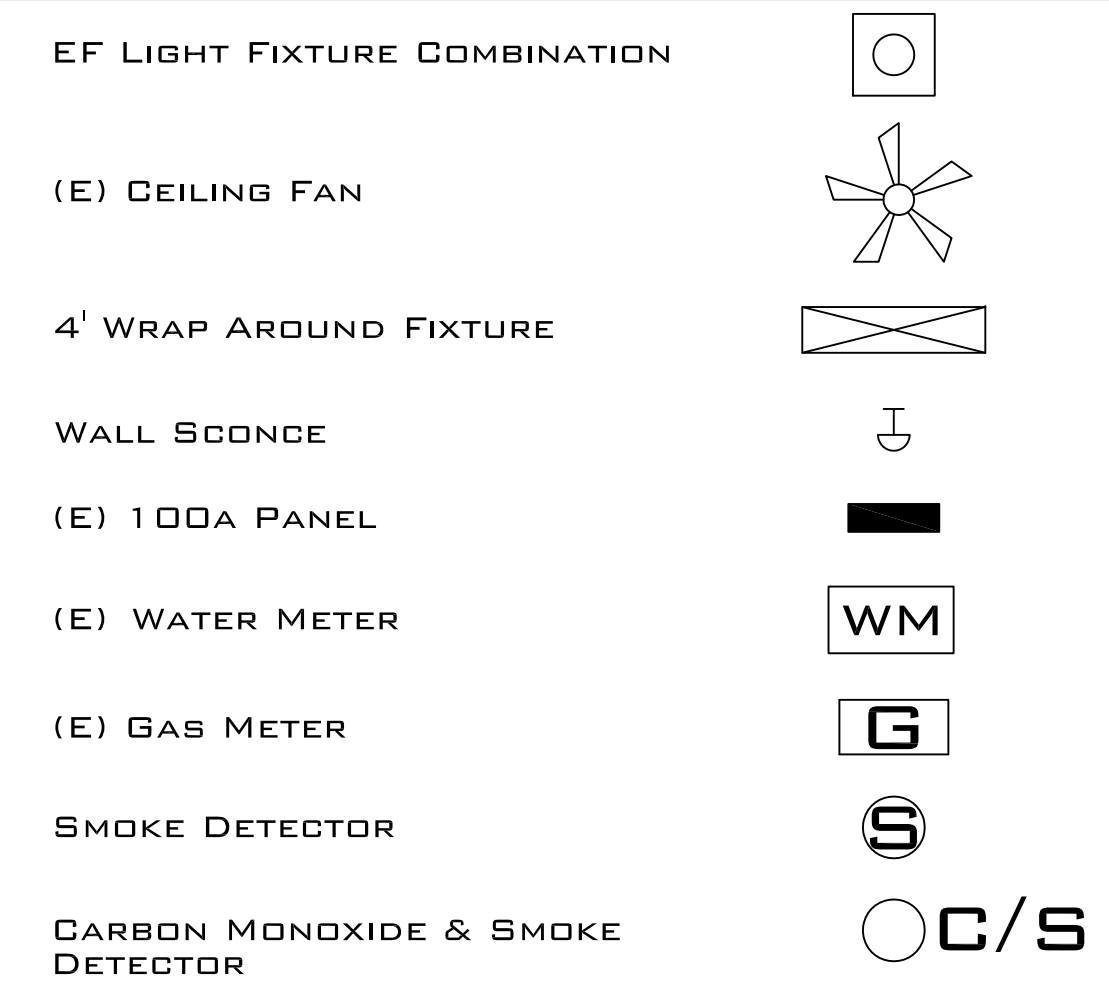 EF LIGHT FIXTURE COMBINATION
(E) CEILING FAN
4' WRAP AROUND FIXTURE
WALL SCONCE
(E) 100A PANEL
(E) WATER METER WM
(E) GAS METER G
SMOKE DETECTOR S
CARBON MONOXIDE & SMOKE C/S
DETECTOR